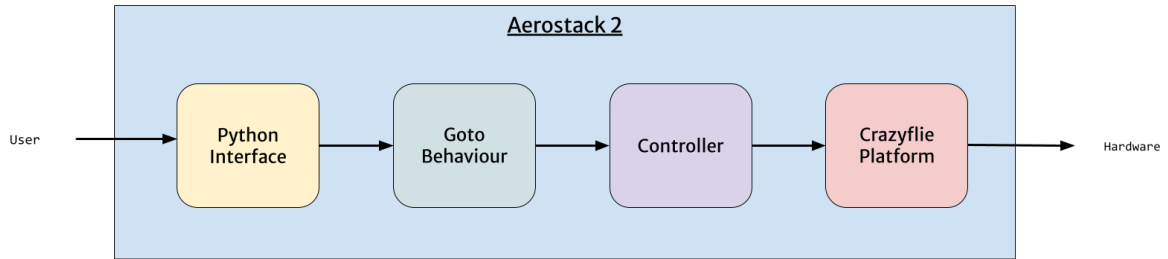 Aerostack 2
User
Python
Interface
Goto
Behaviour
Controller
Crazyflie
Platform
Hardware